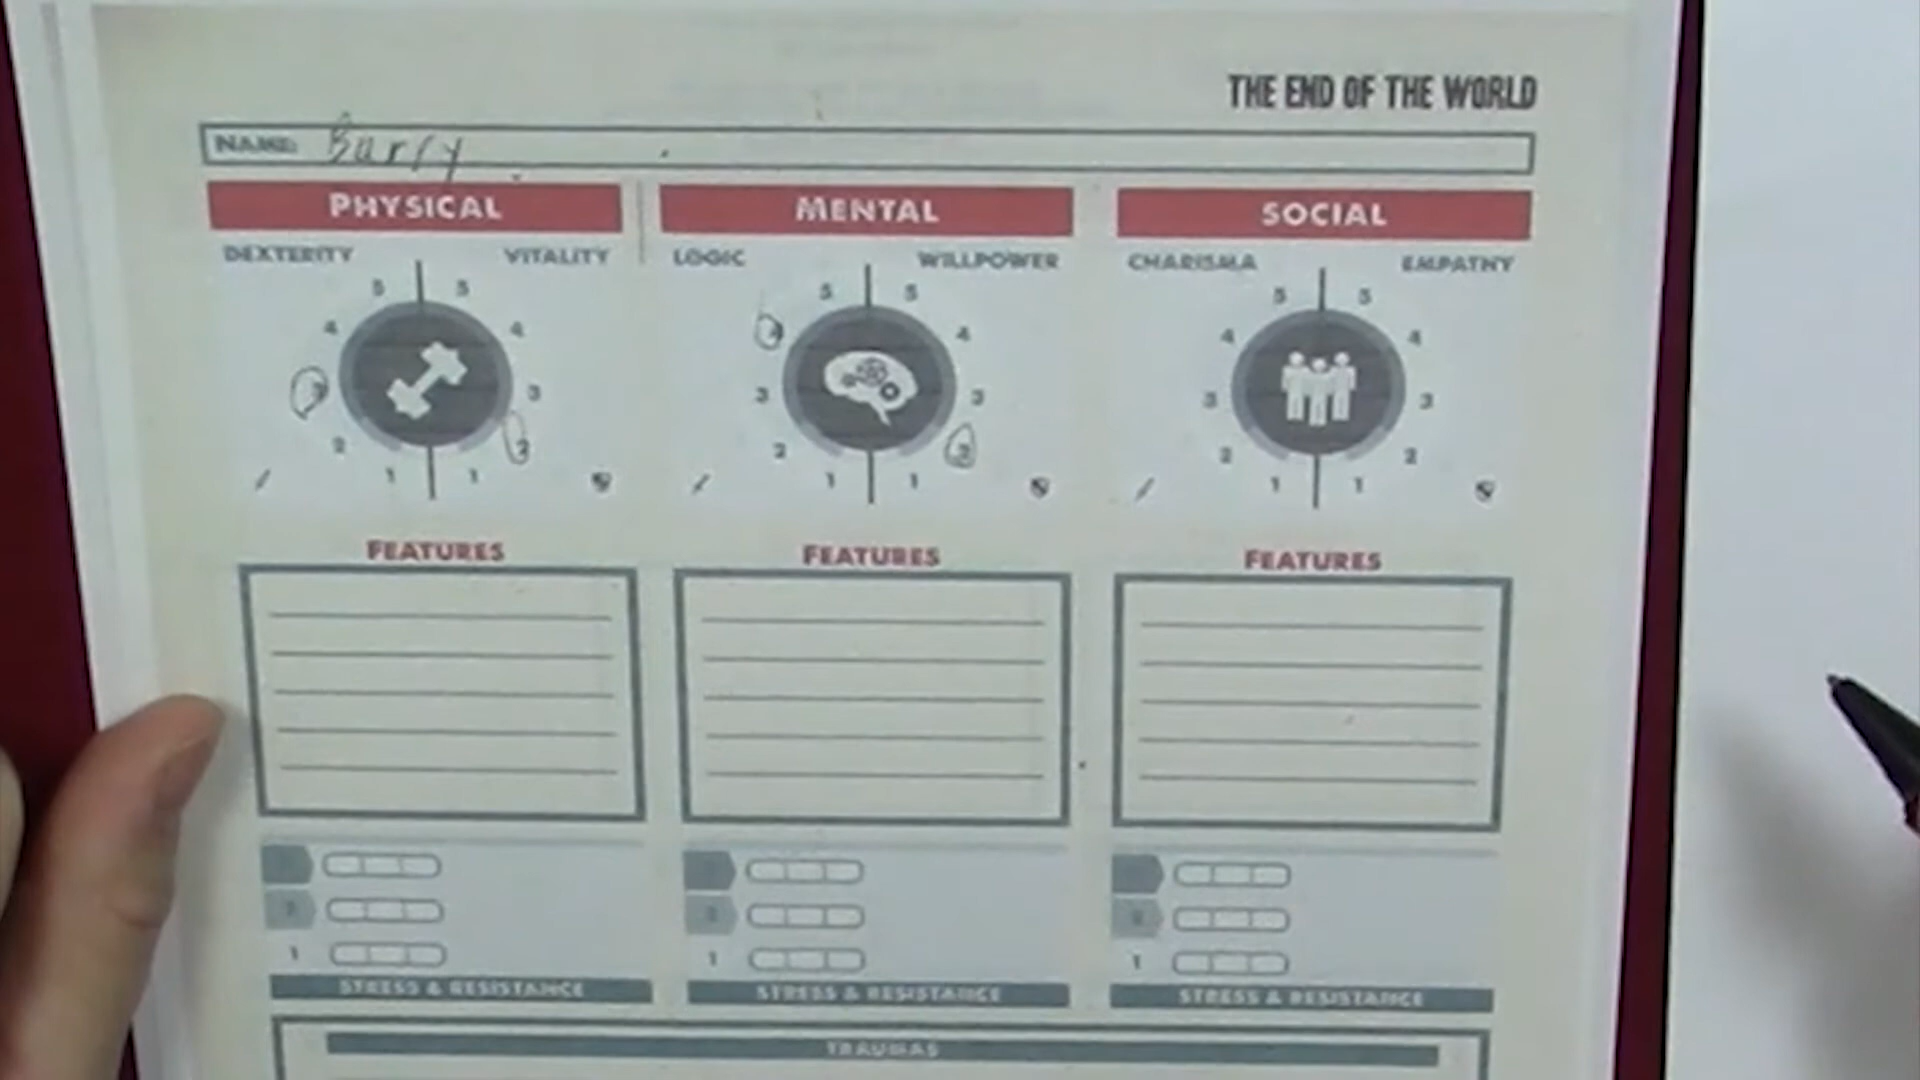 THE END OF THE WORLD
NAME: Barry
PHYSICAL MENTAL SOCIAL
DEXTERITY VITALITY LOGIC WILLPOWER CHARISMA EMPATHY
5 5 5 5 5 5
4 4 4 4 4 4
3 3 3 3 3 3
2 2 2 2 2 2
1 1 1 1 1 1
FEATURES FEATURES FEATURES
1 1 1
STRESS & RESISTANCE STRESS & RESISTANCE STRESS & RESISTANCE
TRAUMAS